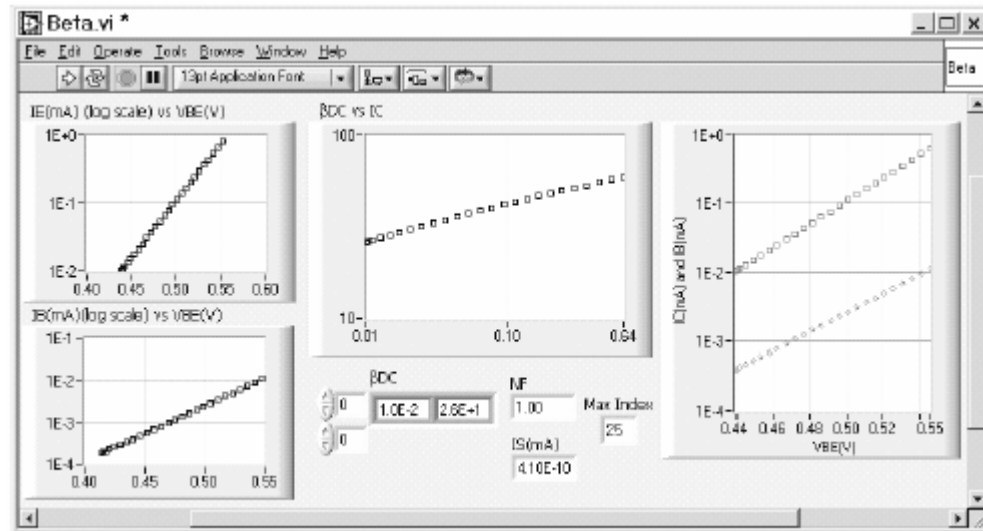 Beta.vi *
File Edit Operate Tools Browse Window Help
13pt Application Font
Beta
IE(mA) (log scale) vs VBE(V)
1E+0
1E-1
1E-2
0.40 0.45 0.50 0.55 0.60
IB(mA)(log scale) vs VBE(V)
1E-1
1E-2
1E-3
1E-4
0.40 0.45 0.50 0.55
βDC vs IC
100
10
0.01 0.10 0.64
βDC
0 1.0E-2 2.6E+1
0
NF
1.00
Max Index
25
IS(mA)
4.10E-10
IC(mA) and IB(mA)
1E+0
1E-1
1E-2
1E-3
1E-4
0.44 0.46 0.48 0.50 0.52 0.55
VBE(V)